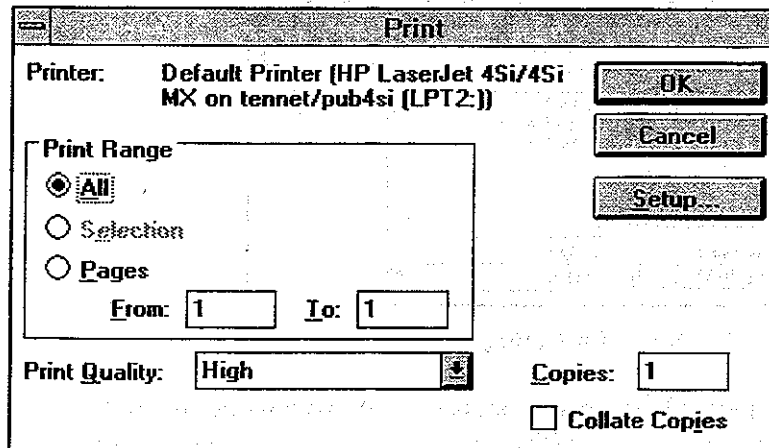 Print
Printer: Default Printer (HP LaserJet 4Si/4Si
MX on tennet/pub4si (LPT2:))
OK
Cancel
Setup...
Print Range
All
Selection
Pages
From: 1 To: 1
Print Quality: High
Copies: 1
Collate Copies